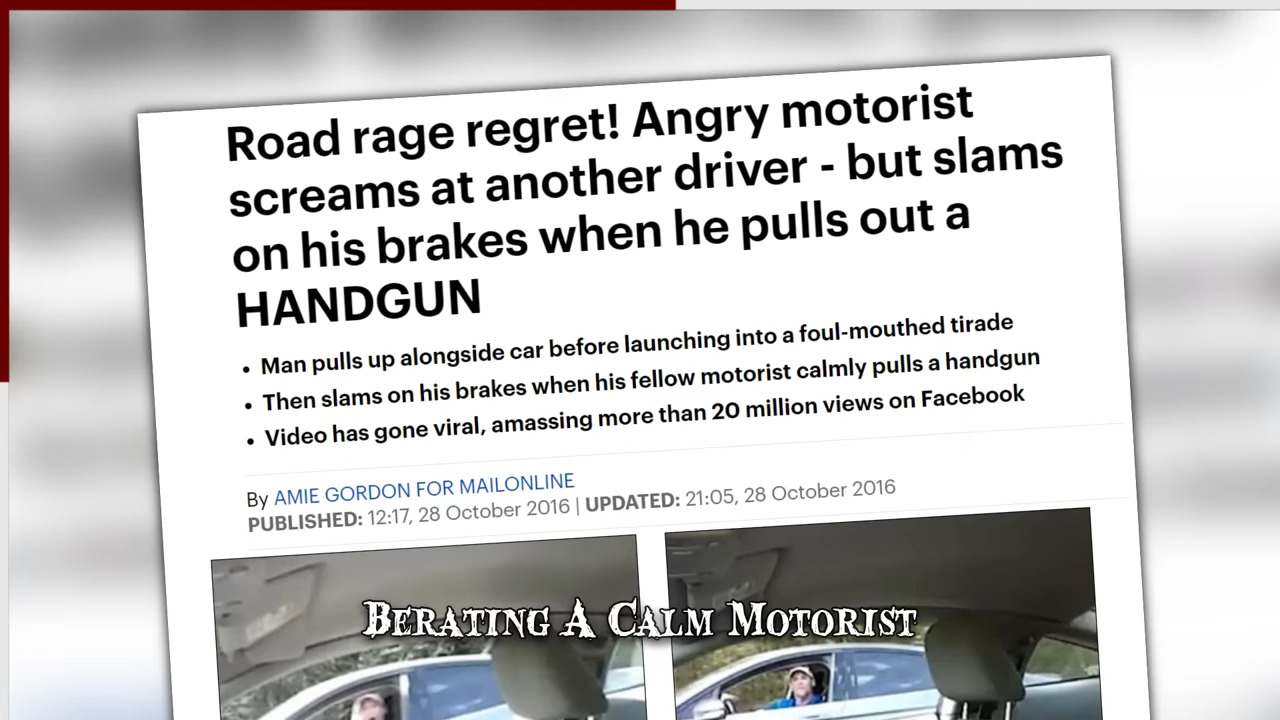 Road rage regret! Angry motorist
screams at another driver - but slams
on his brakes when he pulls out a
HANDGUN
• Man pulls up alongside car before launching into a foul-mouthed tirade
• Then slams on his brakes when his fellow motorist calmly pulls a handgun
• Video has gone viral, amassing more than 20 million views on Facebook
By AMIE GORDON FOR MAILONLINE
PUBLISHED: 12:17, 28 October 2016 | UPDATED: 21:05, 28 October 2016
BERATING A CALM MOTORIST